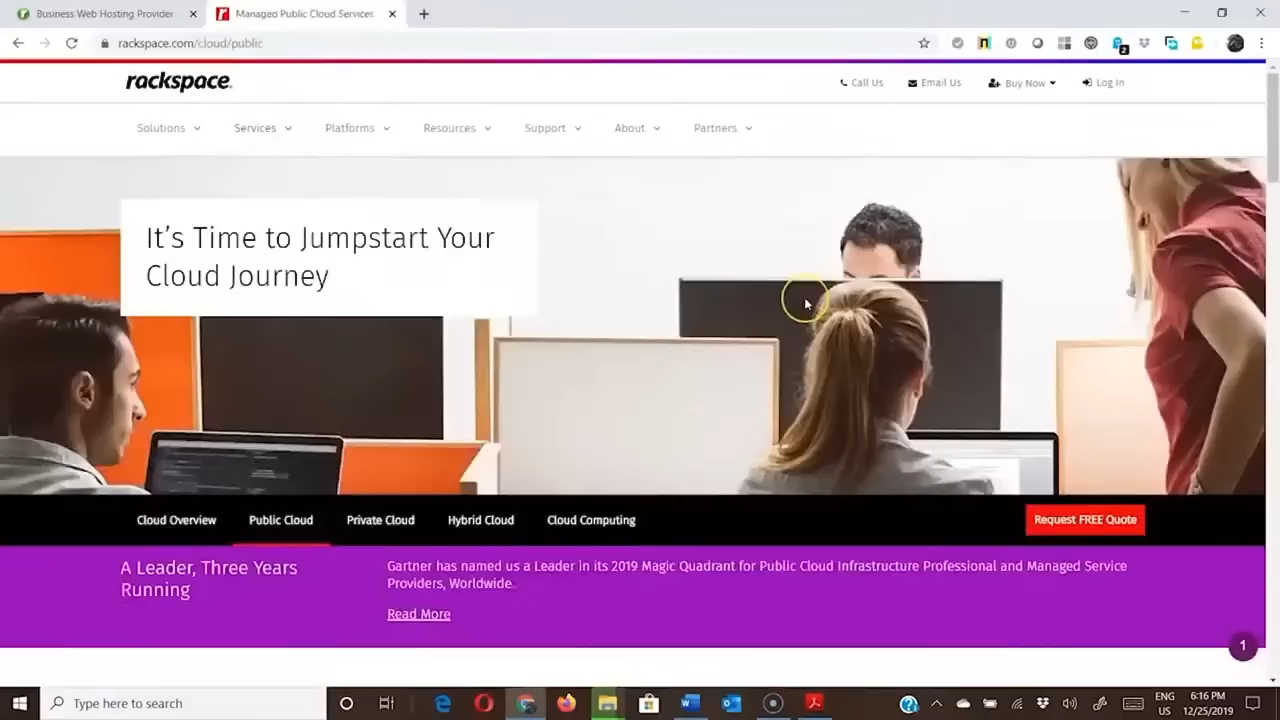 Business Web Hosting Provider
Managed Public Cloud Services
rackspace.com/cloud/public
2
rackspace
Call Us
Email Us
Buy Now
Log In
Solutions
Services
Platforms
Resources
Support
About
Partners
It's Time to Jumpstart Your
Cloud Journey
Cloud Overview
Public Cloud
Private Cloud
Hybrid Cloud
Cloud Computing
Request FREE Quote
A Leader, Three Years
Running
Gartner has named us a Leader in its 2019 Magic Quadrant for Public Cloud Infrastructure Professional and Managed Service
Providers, Worldwide.
Read More
1
Type here to search
ENG
US
6:16 PM
12/25/2019